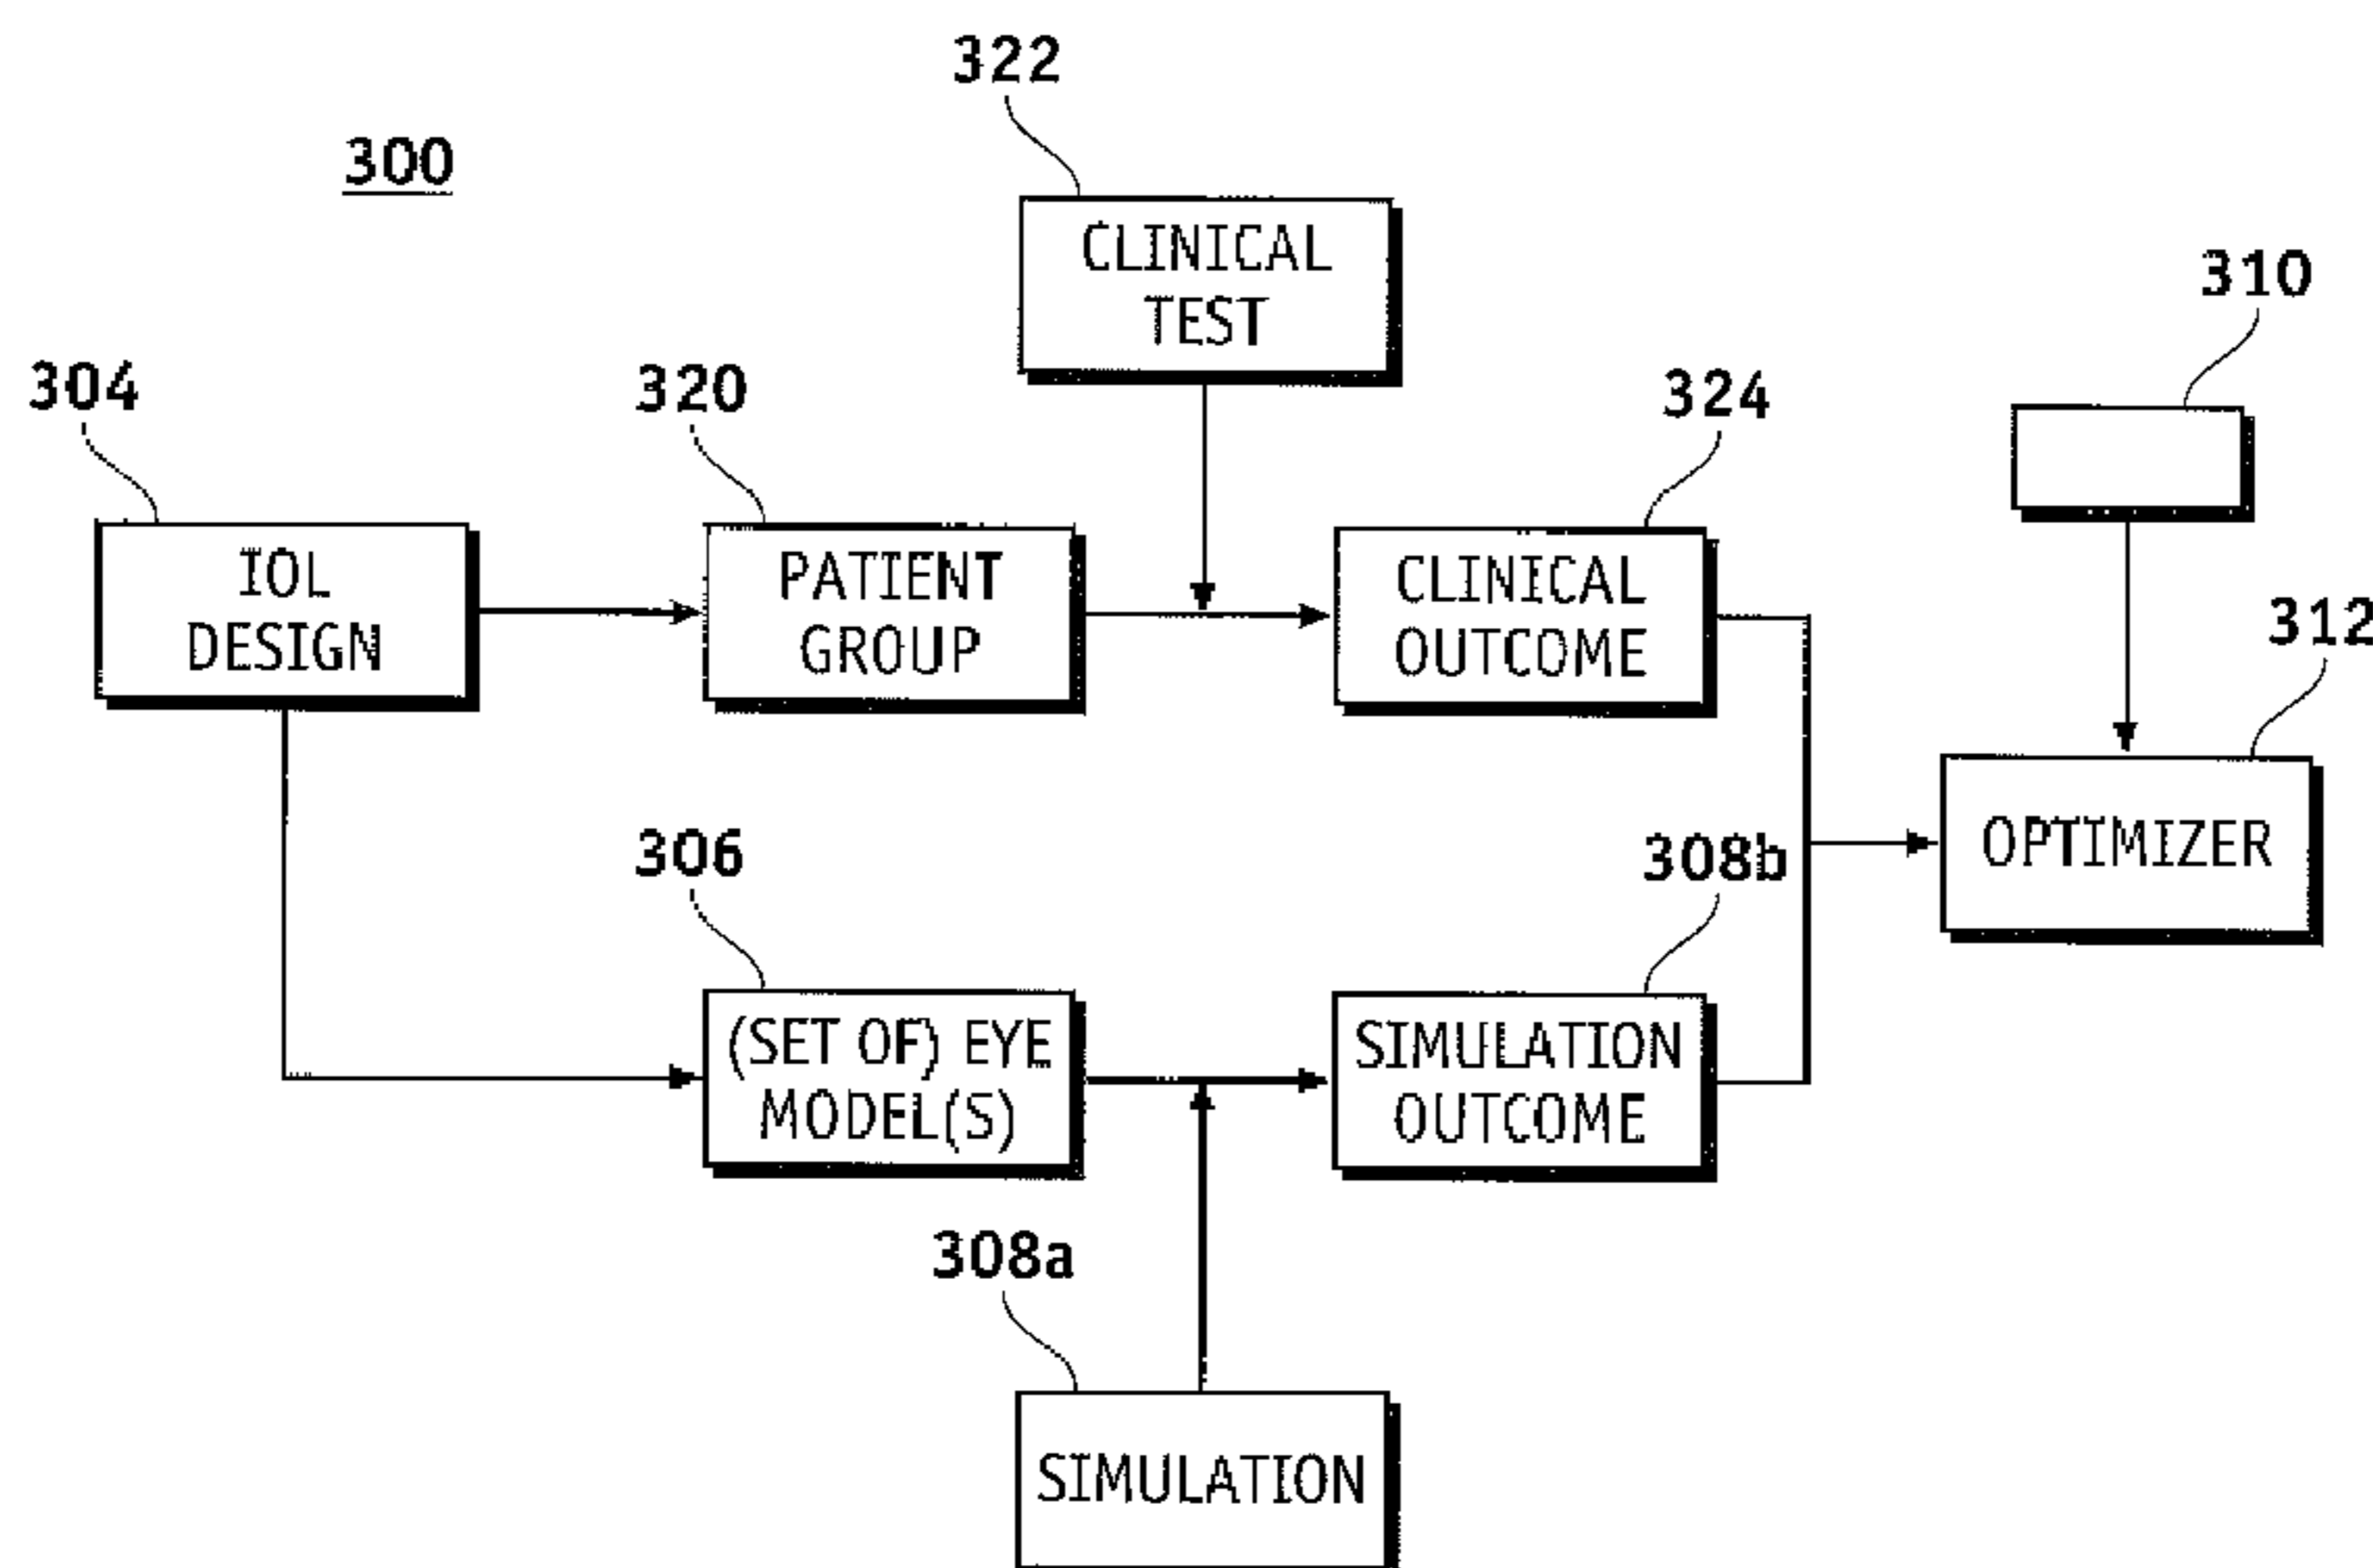 322
300
CLINICAL
TEST
310
304
320
324
IOL
DESIGN
PATIENT
GROUP
CLINICAL
OUTCOME
312
OPTIMIZER
306
308b
(SET OF) EYE
MODEL(S)
SIMULATION
OUTCOME
308a
SIMULATION